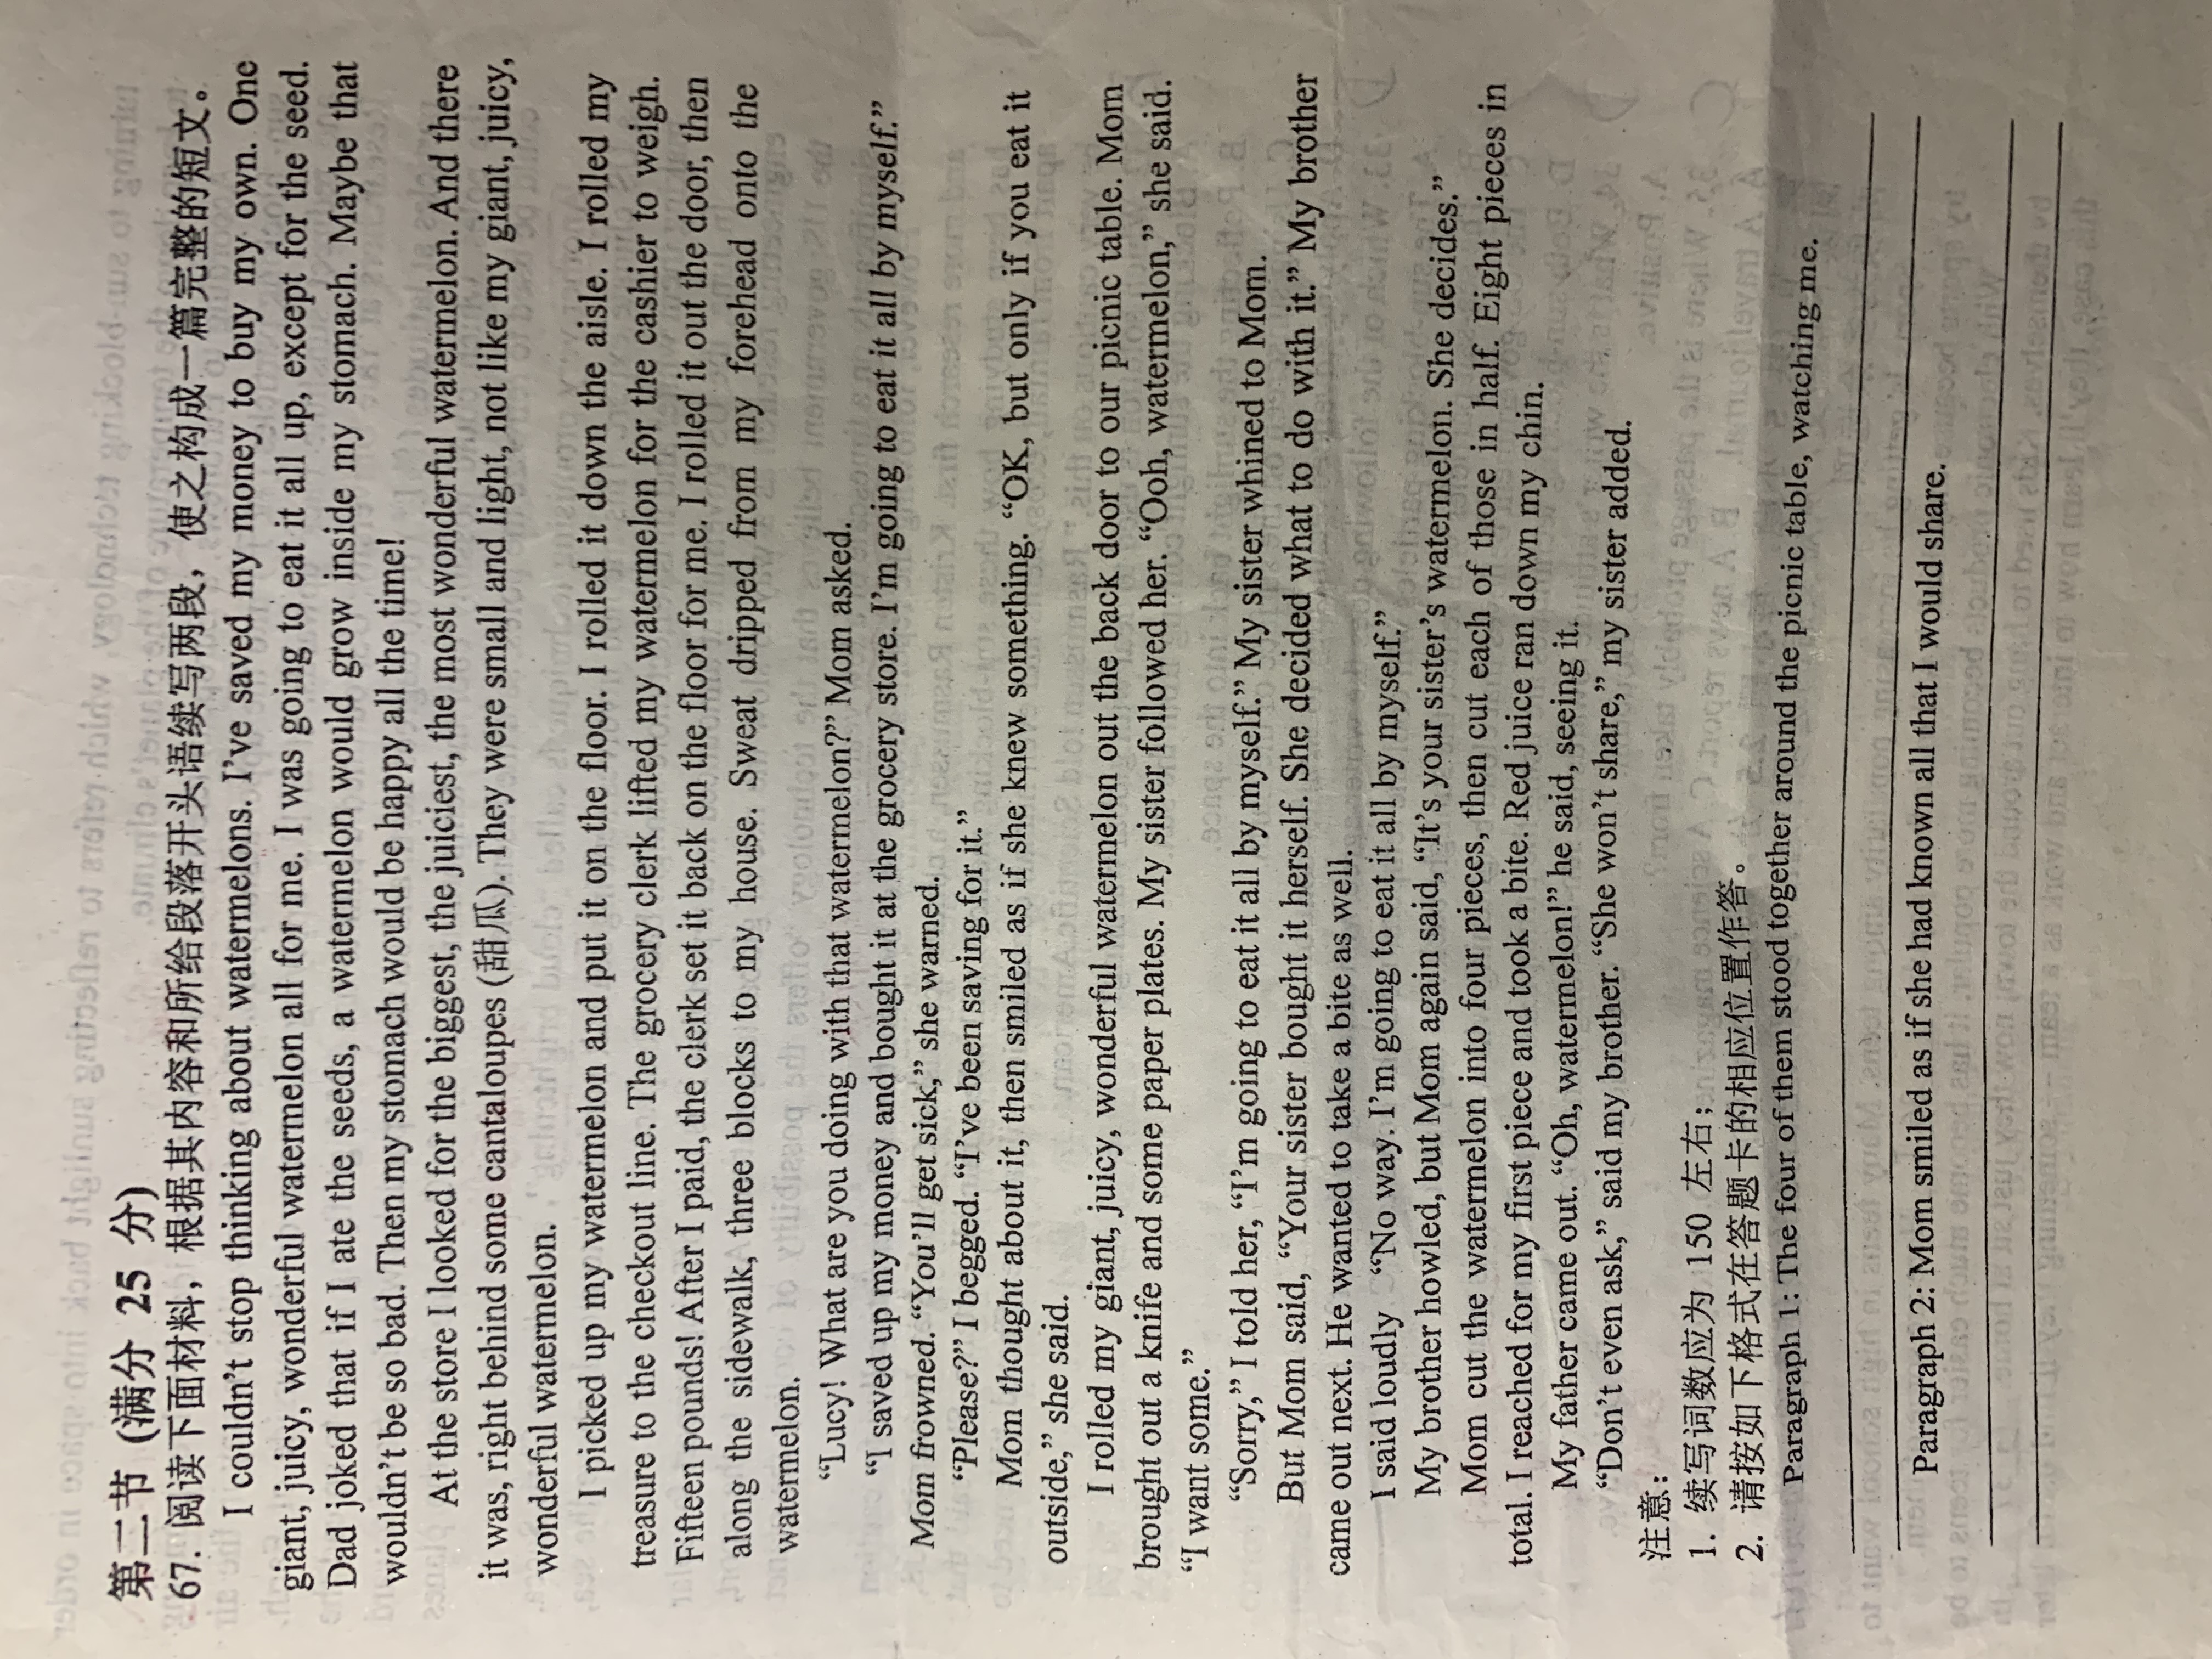 第二节 (满分 25 分)
67. 阅读下面材料，根据其内容和所给段落开头语续写两段，使之构成一篇完整的短文。
I couldn't stop thinking about watermelons. I've saved my money to buy my own. One
giant, juicy, wonderful watermelon all for me. I was going to eat it all up, except for the seed.
Dad joked that if I ate the seeds, a watermelon would grow inside my stomach. Maybe that
wouldn't be so bad. Then my stomach would be happy all the time!
At the store I looked for the biggest, the juiciest, the most wonderful watermelon. And there
it was, right behind some cantaloupes (甜瓜). They were small and light, not like my giant, juicy,
wonderful watermelon.
I picked up my watermelon and put it on the floor. I rolled it down the aisle. I rolled my
treasure to the checkout line. The grocery clerk lifted my watermelon for the cashier to weigh.
Fifteen pounds! After I paid, the clerk set it back on the floor for me. I rolled it out the door, then
along the sidewalk, three blocks to my house. Sweat dripped from my forehead onto the
watermelon.
“Lucy! What are you doing with that watermelon?” Mom asked.
“I saved up my money and bought it at the grocery store. I'm going to eat it all by myself.”
Mom frowned. “You'll get sick,” she warned.
“Please?” I begged. “I've been saving for it.”
Mom thought about it, then smiled as if she knew something. “OK, but only if you eat it
outside,” she said.
I rolled my giant, juicy, wonderful watermelon out the back door to our picnic table. Mom
brought out a knife and some paper plates. My sister followed her. “Ooh, watermelon,” she said.
“I want some.”
“Sorry,” I told her, “I'm going to eat it all by myself.” My sister whined to Mom.
But Mom said, “Your sister bought it herself. She decided what to do with it.” My brother
came out next. He wanted to take a bite as well.
I said loudly “No way. I'm going to eat it all by myself.”
My brother howled, but Mom again said, “It's your sister's watermelon. She decides.”
Mom cut the watermelon into four pieces, then cut each of those in half. Eight pieces in
total. I reached for my first piece and took a bite. Red juice ran down my chin.
My father came out. “Oh, watermelon!” he said, seeing it.
“Don't even ask,” said my brother. “She won't share,” my sister added.
注意：
1. 续写词数应为 150 左右；
2. 请按如下格式在答题卡的相应位置作答。
Paragraph 1: The four of them stood together around the picnic table, watching me.
Paragraph 2: Mom smiled as if she had known all that I would share.